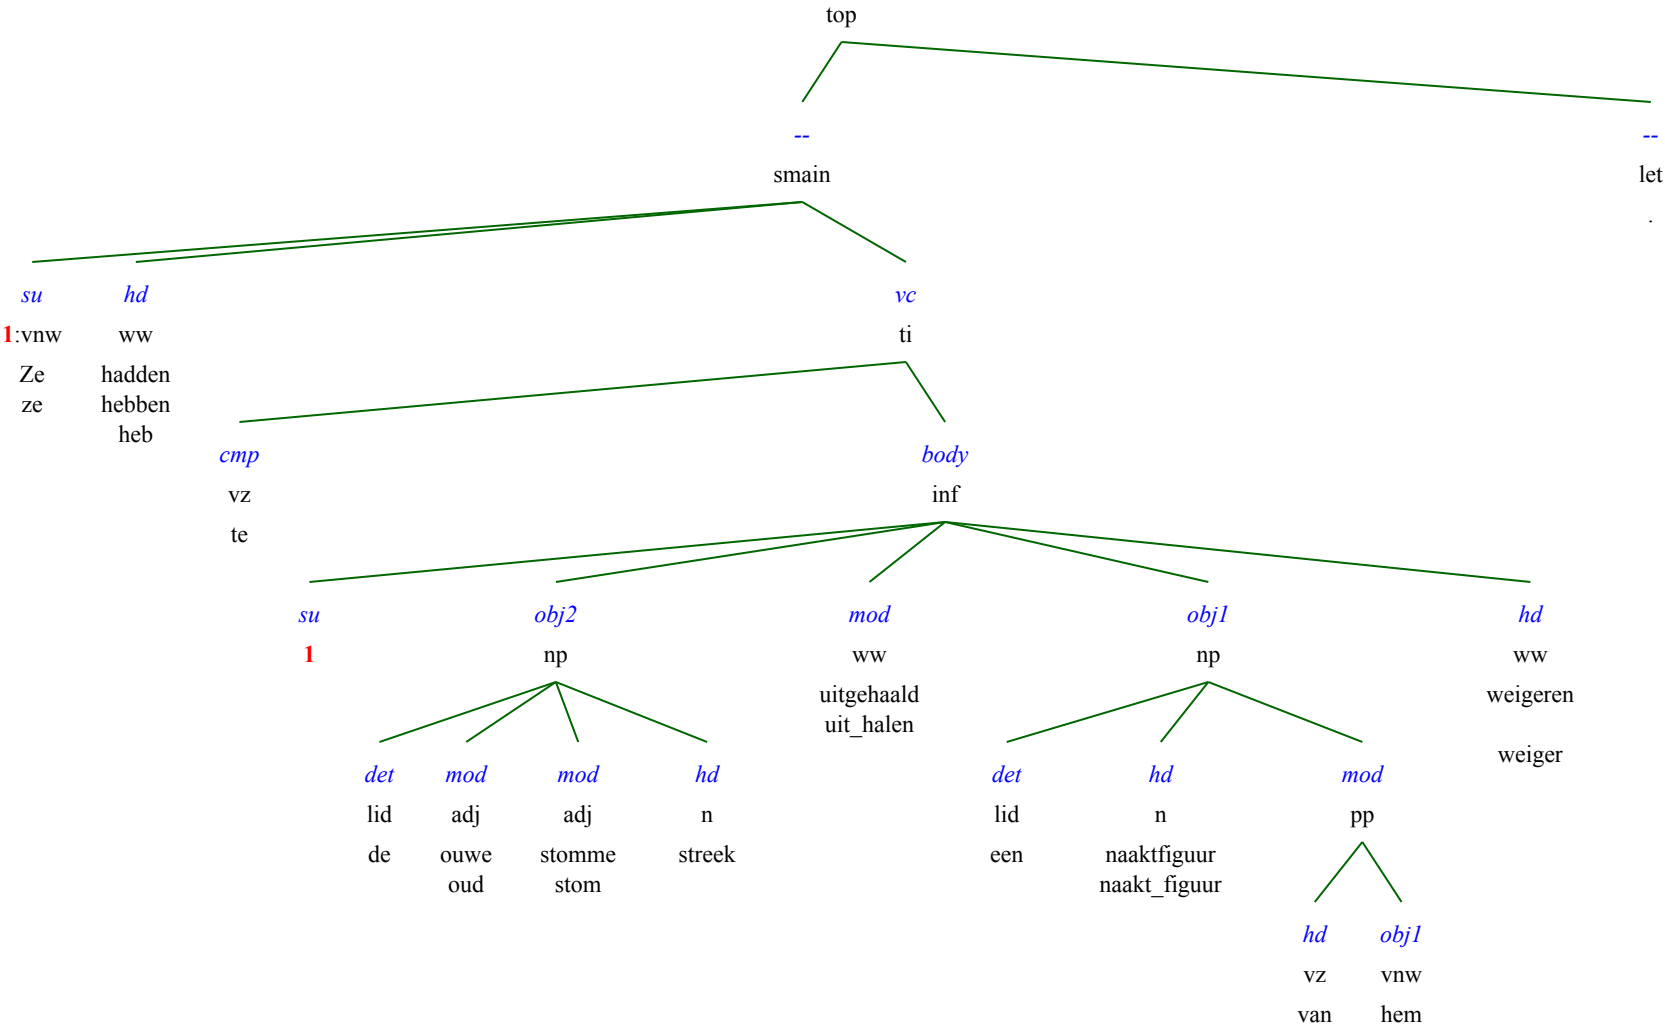 top
-- --
smain let
.
su hd vc
1:vnw ww ti
Ze hadden
ze hebben
heb
cmp body
vz inf
te
su obj2 mod obj1 hd
1 np ww np ww
uitgehaald weigeren
uit_halen
weiger
det mod mod hd det hd mod
lid adj adj n lid n pp
de ouwe stomme streek een naaktfiguur
oud stom naakt_figuur
hd obj1
vz vnw
van hem